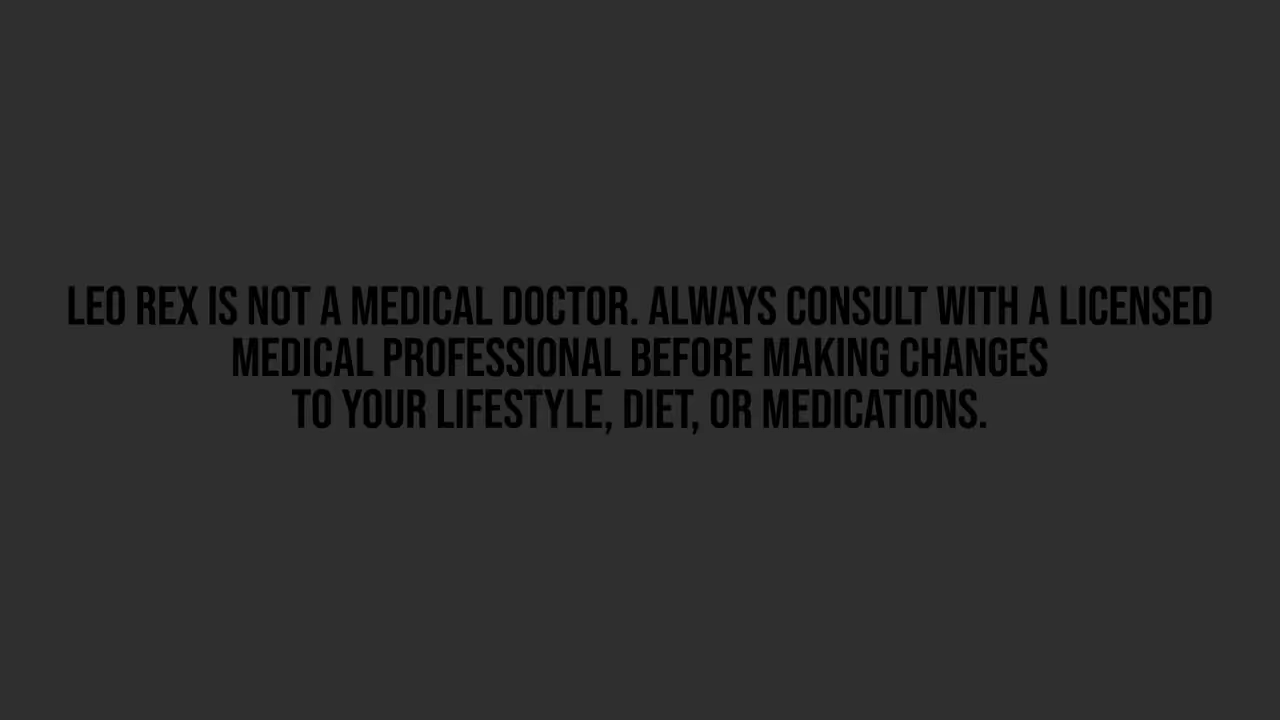 LEO REX IS NOT A MEDICAL DOCTOR. ALWAYS CONSULT WITH A LICENSED
MEDICAL PROFESSIONAL BEFORE MAKING CHANGES
TO YOUR LIFESTYLE, DIET, OR MEDICATIONS.